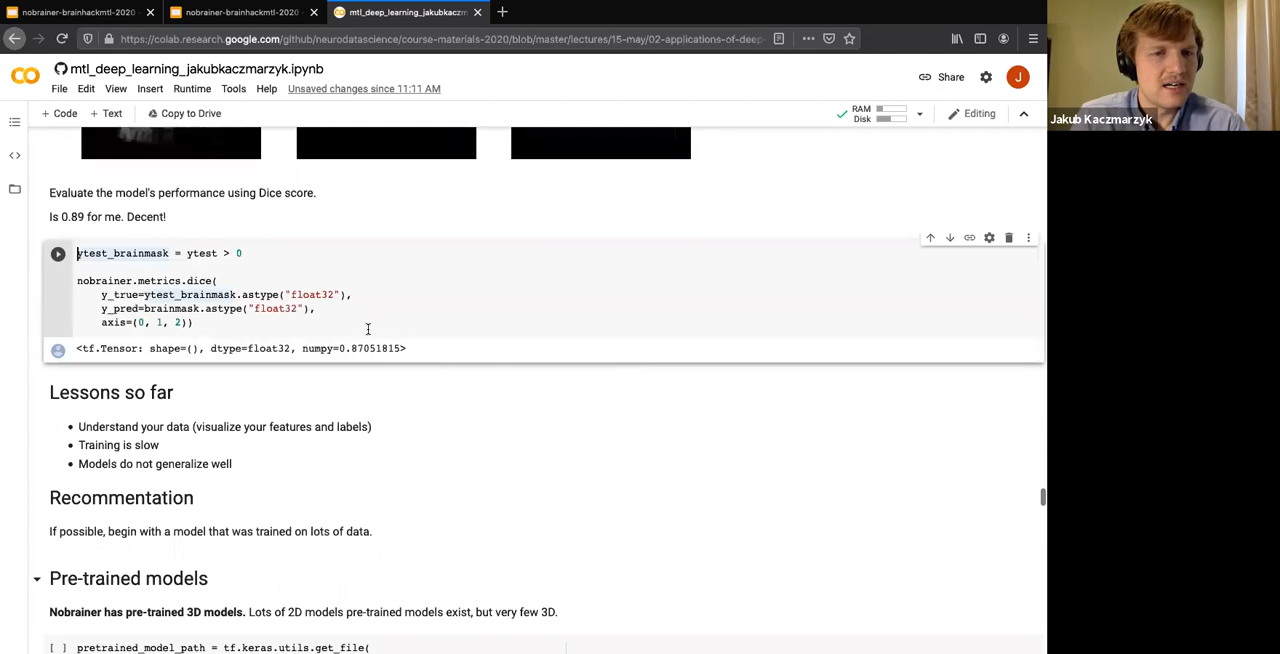 nobrainer-brainhackmtl-2020
nobrainer-brainhackmtl-2020
mtl_deep_learning_jakubkaczm
https://colab.research.google.com/github/neurodatascience/course-materials-2020/blob/master/lectures/15-may/02-applications-of-deep-
mtl_deep_learning_jakubkaczmarzyk.ipynb
Share
J
File Edit View Insert Runtime Tools Help Unsaved changes since 11:11 AM
+ Code + Text Copy to Drive
RAM
Disk
Editing
Jakub Kaczmarzyk
Evaluate the model's performance using Dice score.
Is 0.89 for me. Decent!
ytest_brainmask = ytest > 0
nobrainer.metrics.dice(
y_true=ytest_brainmask.astype("float32"),
y_pred=brainmask.astype("float32"),
axis=(0, 1, 2))
<tf.Tensor: shape=(), dtype=float32, numpy=0.87051815>
Lessons so far
• Understand your data (visualize your features and labels)
• Training is slow
• Models do not generalize well
Recommentation
If possible, begin with a model that was trained on lots of data.
Pre-trained models
Nobrainer has pre-trained 3D models. Lots of 2D models pre-trained models exist, but very few 3D.
[ ] pretrained_model_path = tf.keras.utils.get_file(